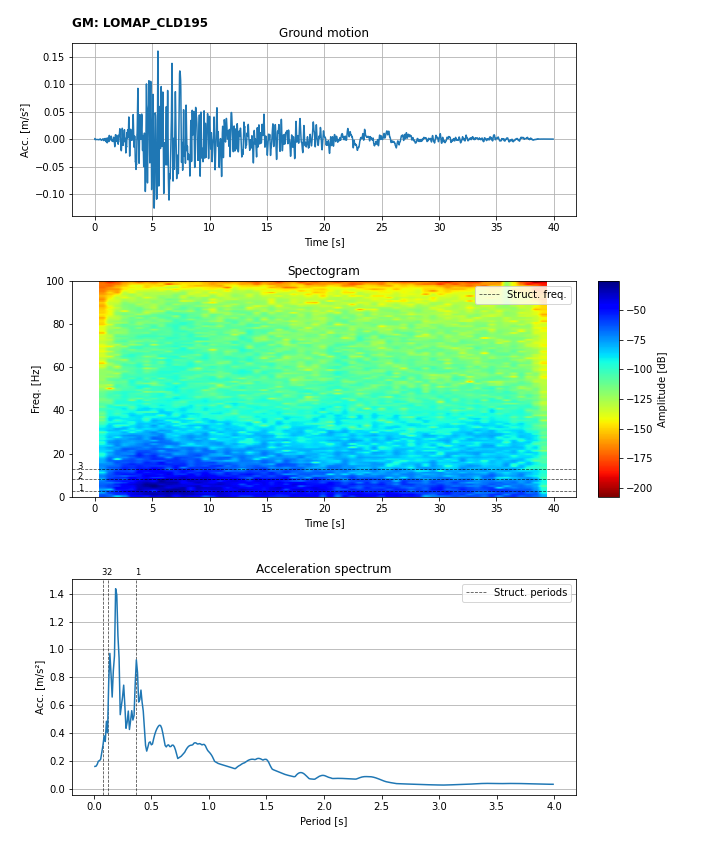 GM: LOMAP_CLD195
Ground motion
Acc. [m/s²]
0.15
0.10
0.05
0.00
−0.05
−0.10
0 5 10 15 20 25 30 35 40
Time [s]
Spectogram
Freq. [Hz]
100
80
60
40
20
0
Struct. freq.
3
2
1
0 5 10 15 20 25 30 35 40
Time [s]
−50
−75
−100
−125
−150
−175
−200
Amplitude [dB]
Acceleration spectrum
32 1
Acc. [m/s²]
1.4
1.2
1.0
0.8
0.6
0.4
0.2
0.0
Struct. periods
0.0 0.5 1.0 1.5 2.0 2.5 3.0 3.5 4.0
Period [s]